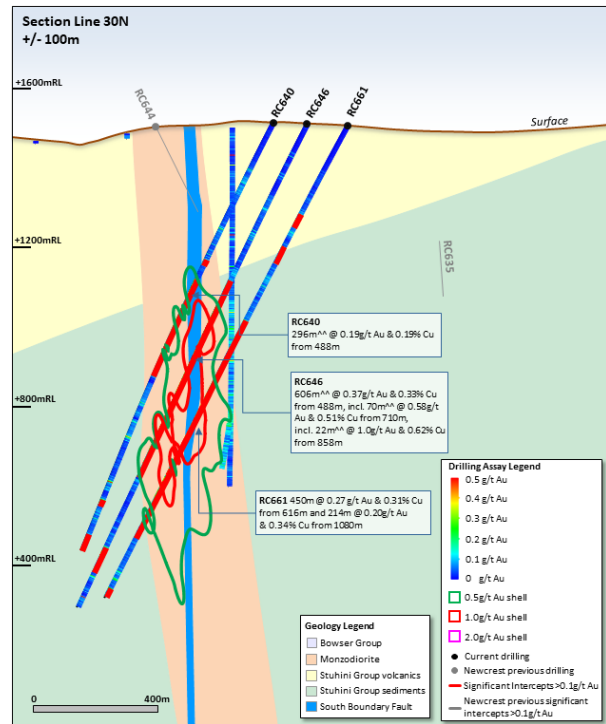 Section Line 30N
+/- 100m
+1600mRL
RC644
RC640
RC646
RC661
Surface
+1200mRL
RC635
RC640
296m^^ @ 0.19g/t Au & 0.19% Cu
from 488m
RC646
606m^^ @ 0.37g/t Au & 0.33% Cu
from 488m, incl. 70m^^ @ 0.58g/t
Au & 0.51% Cu from 710m,
incl. 22m^^ @ 1.0g/t Au & 0.62% Cu
from 858m
+800mRL
RC661 450m @ 0.27 g/t Au & 0.31% Cu
from 616m and 214m @ 0.20g/t Au
& 0.34% Cu from 1080m
+400mRL
Drilling Assay Legend
0.5 g/t Au
0.4 g/t Au
0.3 g/t Au
0.2 g/t Au
0.1 g/t Au
0 g/t Au
0.5g/t Au shell
1.0g/t Au shell
2.0g/t Au shell
Current drilling
Newcrest previous drilling
Significant Intercepts >0.1g/t Au
Newcrest previous significant
intercepts >0.1g/t Au
Geology Legend
Bowser Group
Monzodiorite
Stuhini Group volcanics
Stuhini Group sediments
South Boundary Fault
0
400m